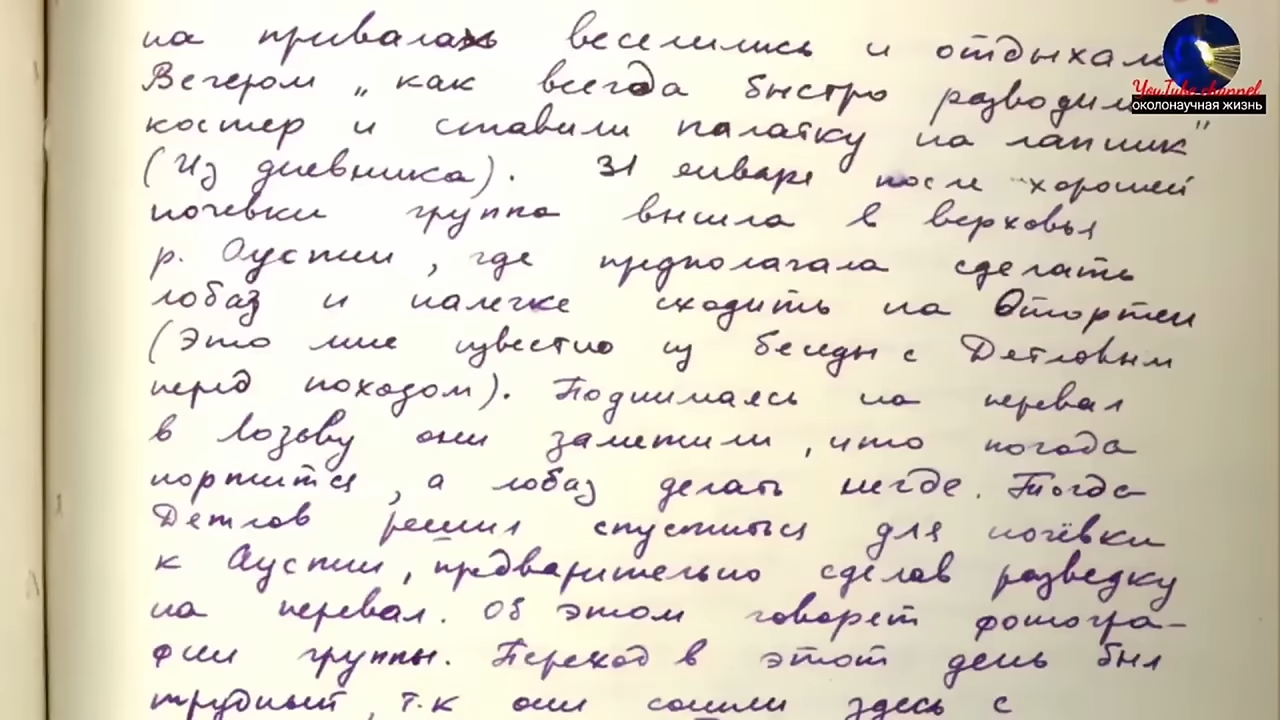 на привалах веселились и отдыхали
Вечером „как всегда быстро разводили
костер и ставили палатку на лапник"
(Из дневника). 31 января после хорошей
ночевки группа вышла в верховья
р. Ауспии, где предполагала сделать
лобаз и налегке сходить на Отортен
(Это мне известно из беседы с Дятловым
перед походом). Поднимаясь на перевал
в Лозьву они заметили, что погода
портится, а лобаз делать негде. Тогда
Дятлов решил спуститься для ночёвки
к Ауспии, предварительно сделав разведку
на перевал. Об этом говорят фотогра-
фии группы. Переход в этот день был
трудный, т.к они сошли здесь с
YouTube channel
околонаучная жизнь